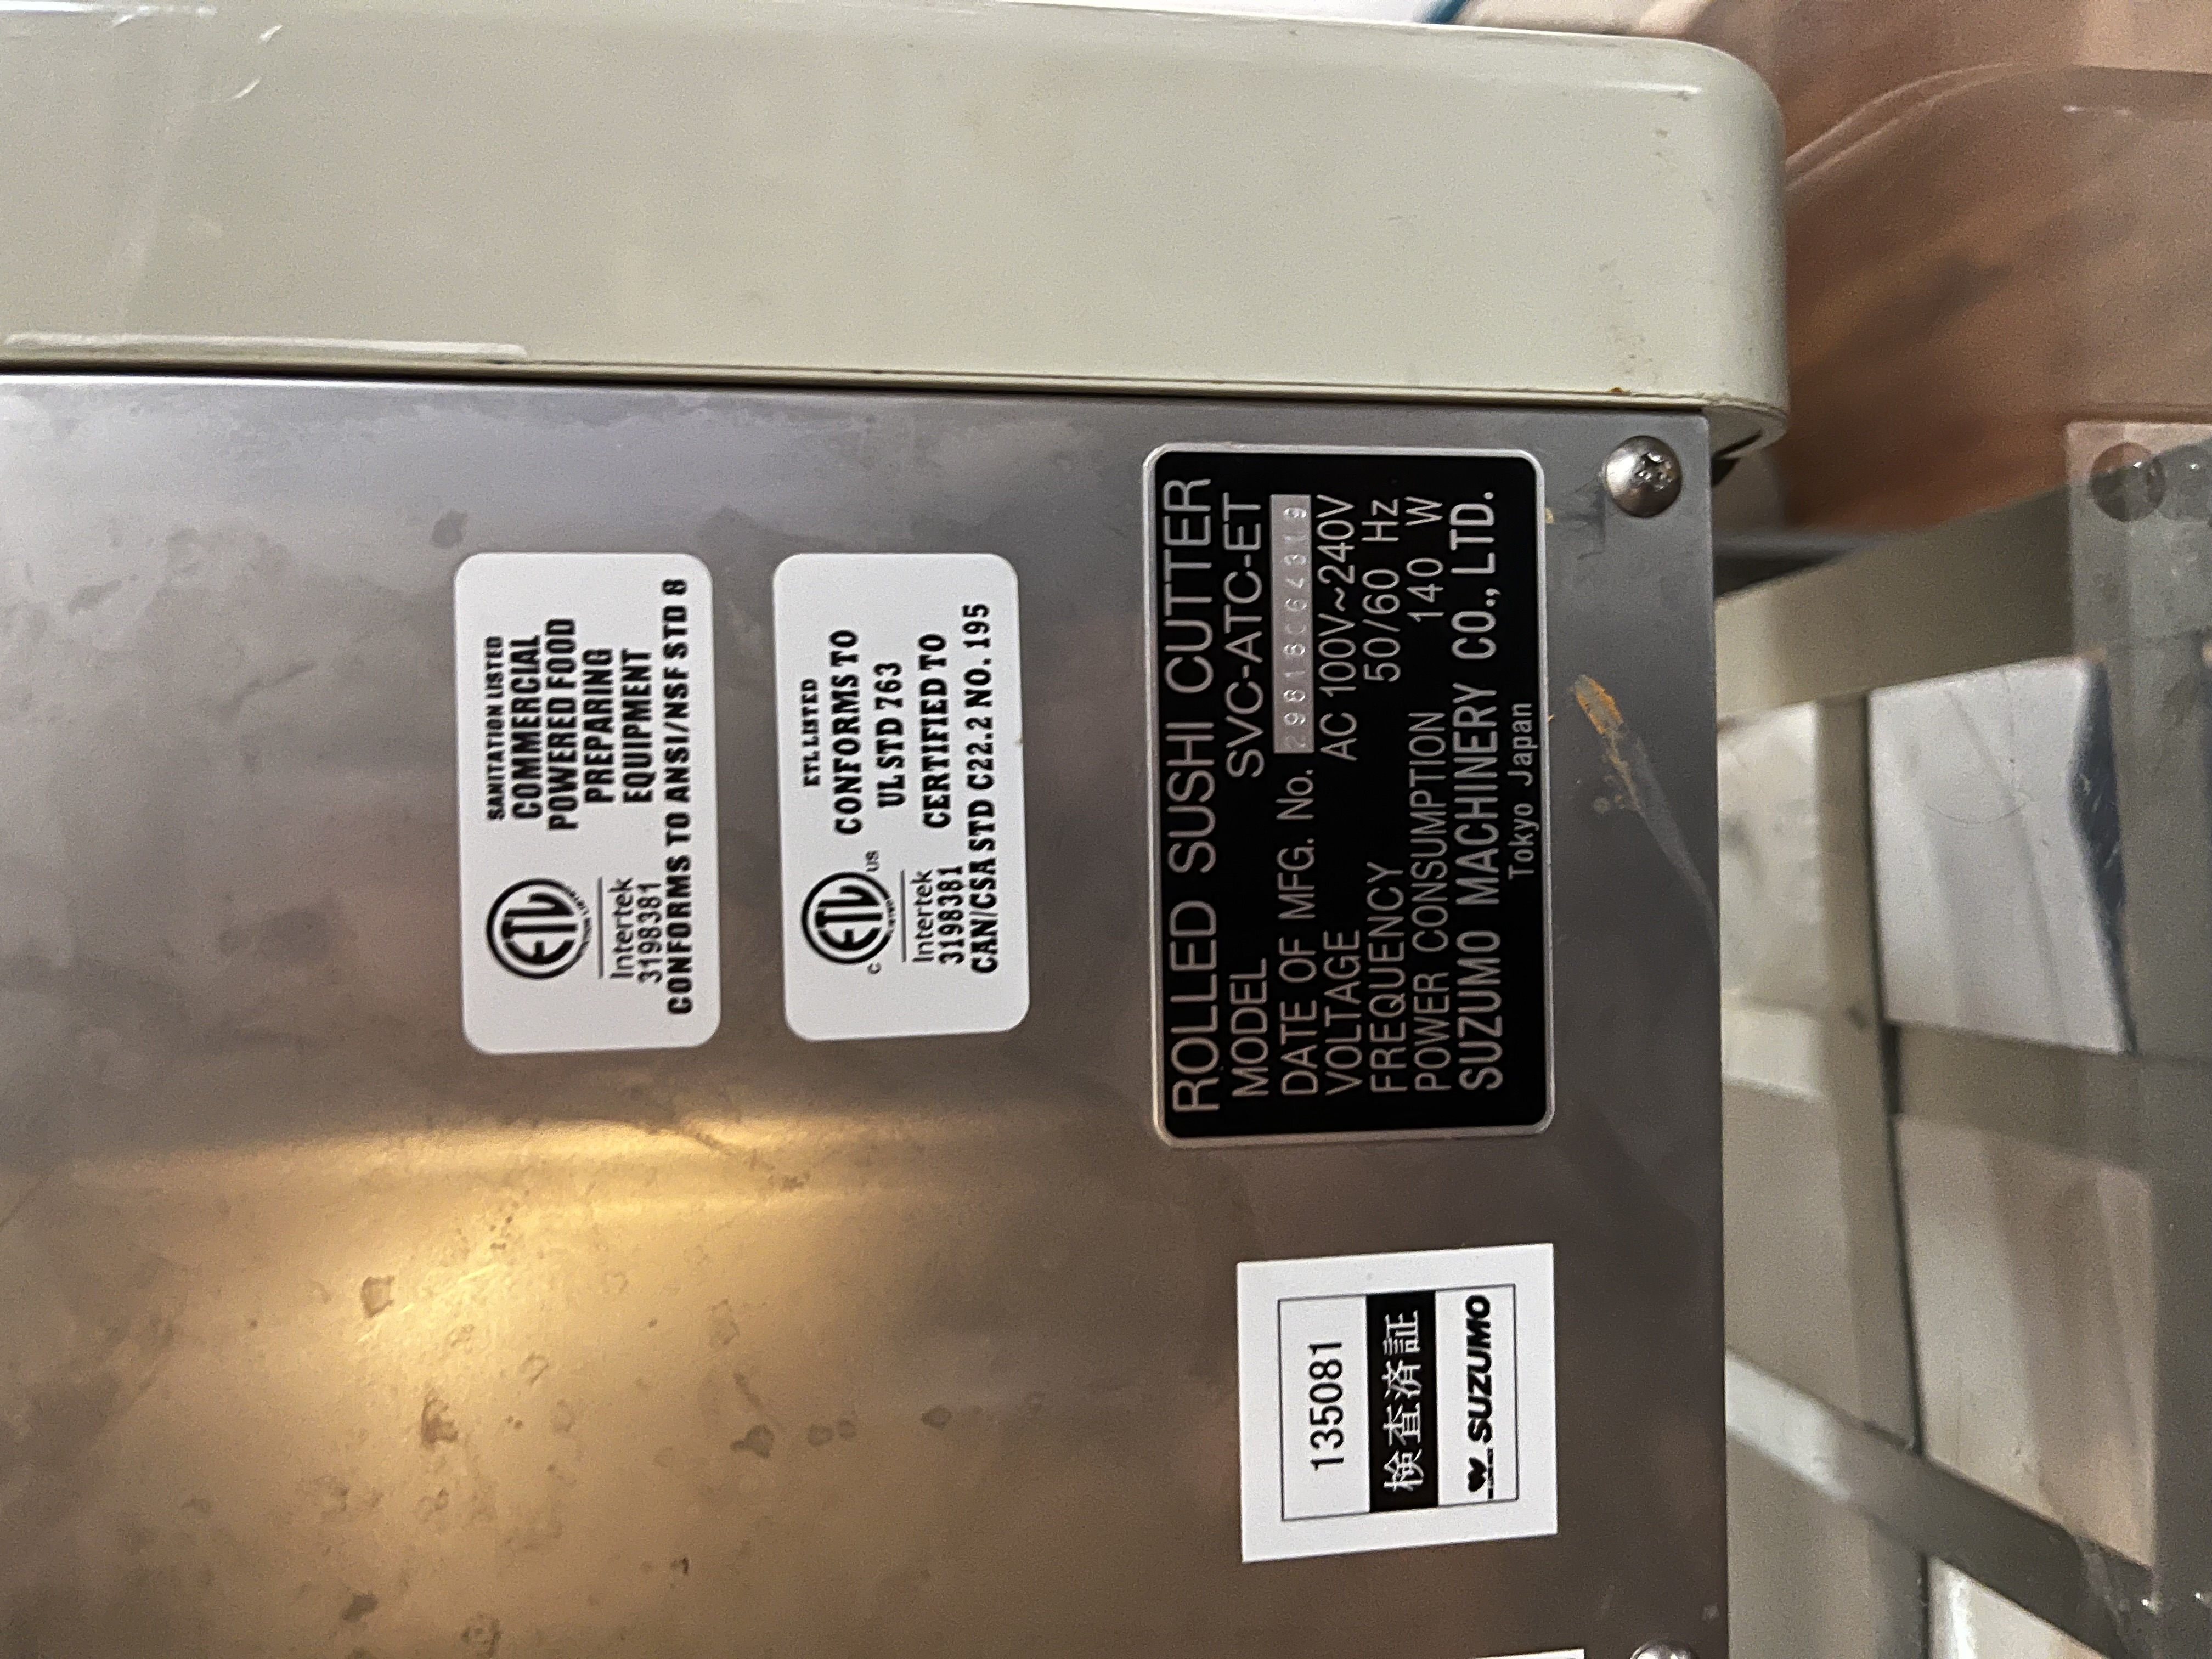 SANITATION LISTED
COMMERCIAL
POWERED FOOD
PREPARING
EQUIPMENT
ETL
Intertek
3198381
CONFORMS TO ANSI/NSF STD 8
ETL LISTED
CONFORMS TO
UL STD 763
CERTIFIED TO
CAN/CSA STD C22.2 NO. 195
C ETL US
Intertek
3198381
ROLLED SUSHI CUTTER
MODEL SVC-ATC-ET
DATE OF MFG. No.
VOLTAGE AC 100V~240V
FREQUENCY 50/60 Hz
POWER CONSUMPTION 140 W
SUZUMO MACHINERY CO., LTD.
Tokyo Japan
135081
検査済証
SUZUMO